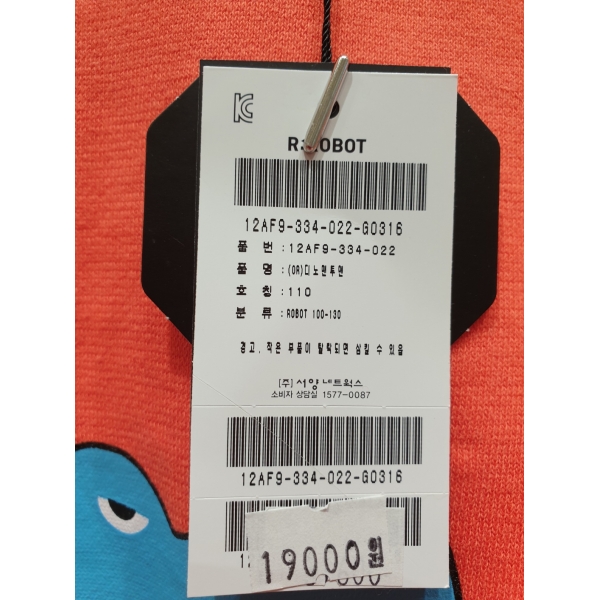 KC
R:ROBOT
12AF9-334-022-G0316
품 번 : 12AF9-334-022
품 명 : (OR)디노맨투맨
호 칭 : 110
분 류 : ROBOT 100-130
경고, 작은 부품이 탈락되면 삼킬 수 있음
(주) 서양네트웍스
소비자 상담실 1577-0087
12AF9-334-022-G0316
19000원